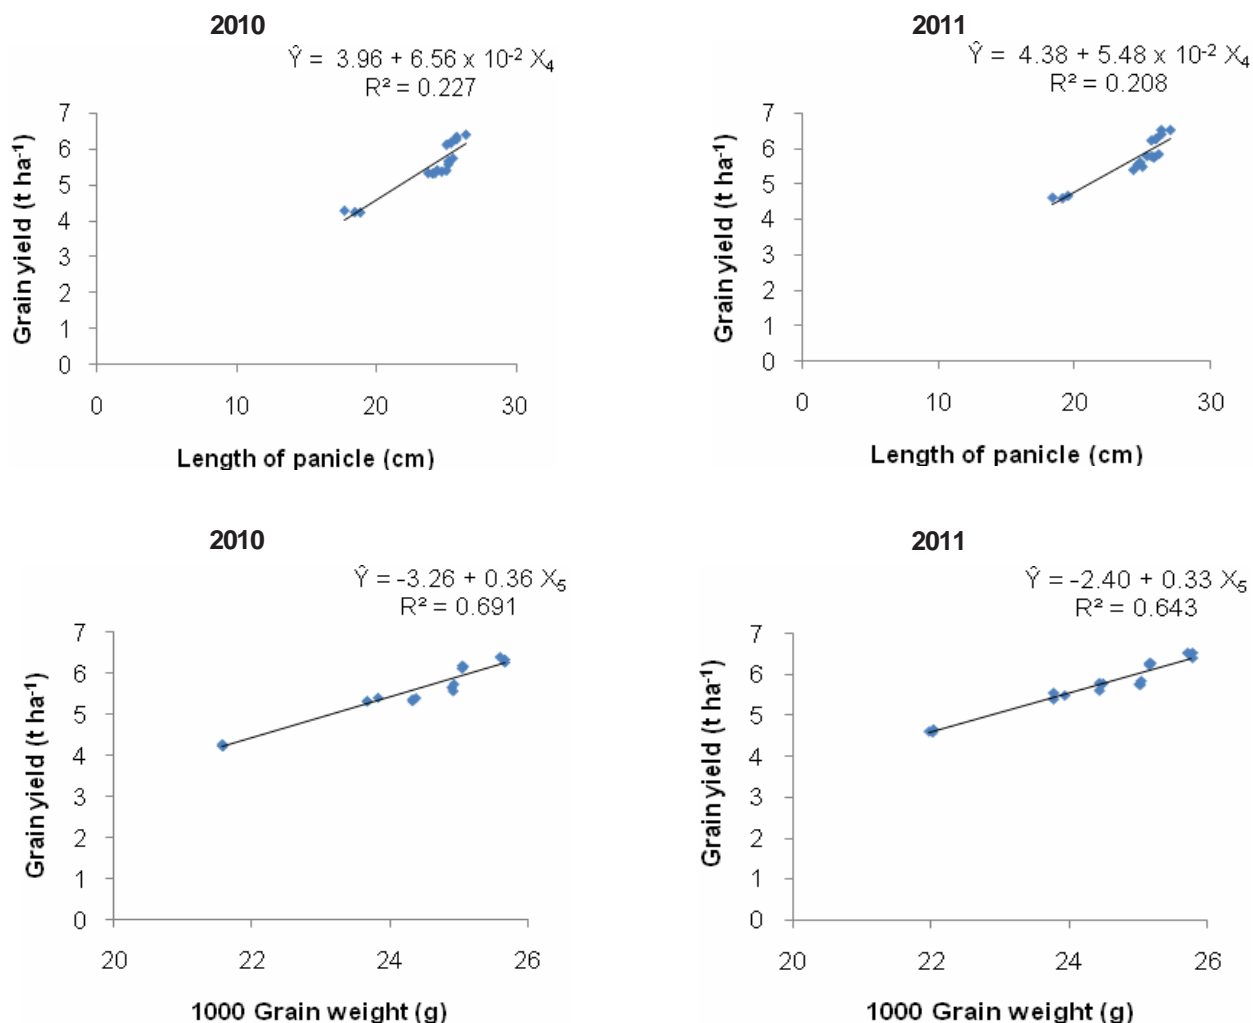 2010
Ŷ = 3.96 + 6.56 x 10⁻² X₄
R² = 0.227
Grain yield (t ha⁻¹)
7
6
5
4
3
2
1
0
0 10 20 30
Length of panicle (cm)
2011
Ŷ = 4.38 + 5.48 x 10⁻² X₄
R² = 0.208
Grain yield (t ha⁻¹)
7
6
5
4
3
2
1
0
0 10 20 30
Length of panicle (cm)
2010
Ŷ = -3.26 + 0.36 X₅
R² = 0.691
Grain yield (t ha⁻¹)
7
6
5
4
3
2
1
0
20 22 24 26
1000 Grain weight (g)
2011
Ŷ = -2.40 + 0.33 X₅
R² = 0.643
Grain yield (t ha⁻¹)
7
6
5
4
3
2
1
0
20 22 24 26
1000 Grain weight (g)